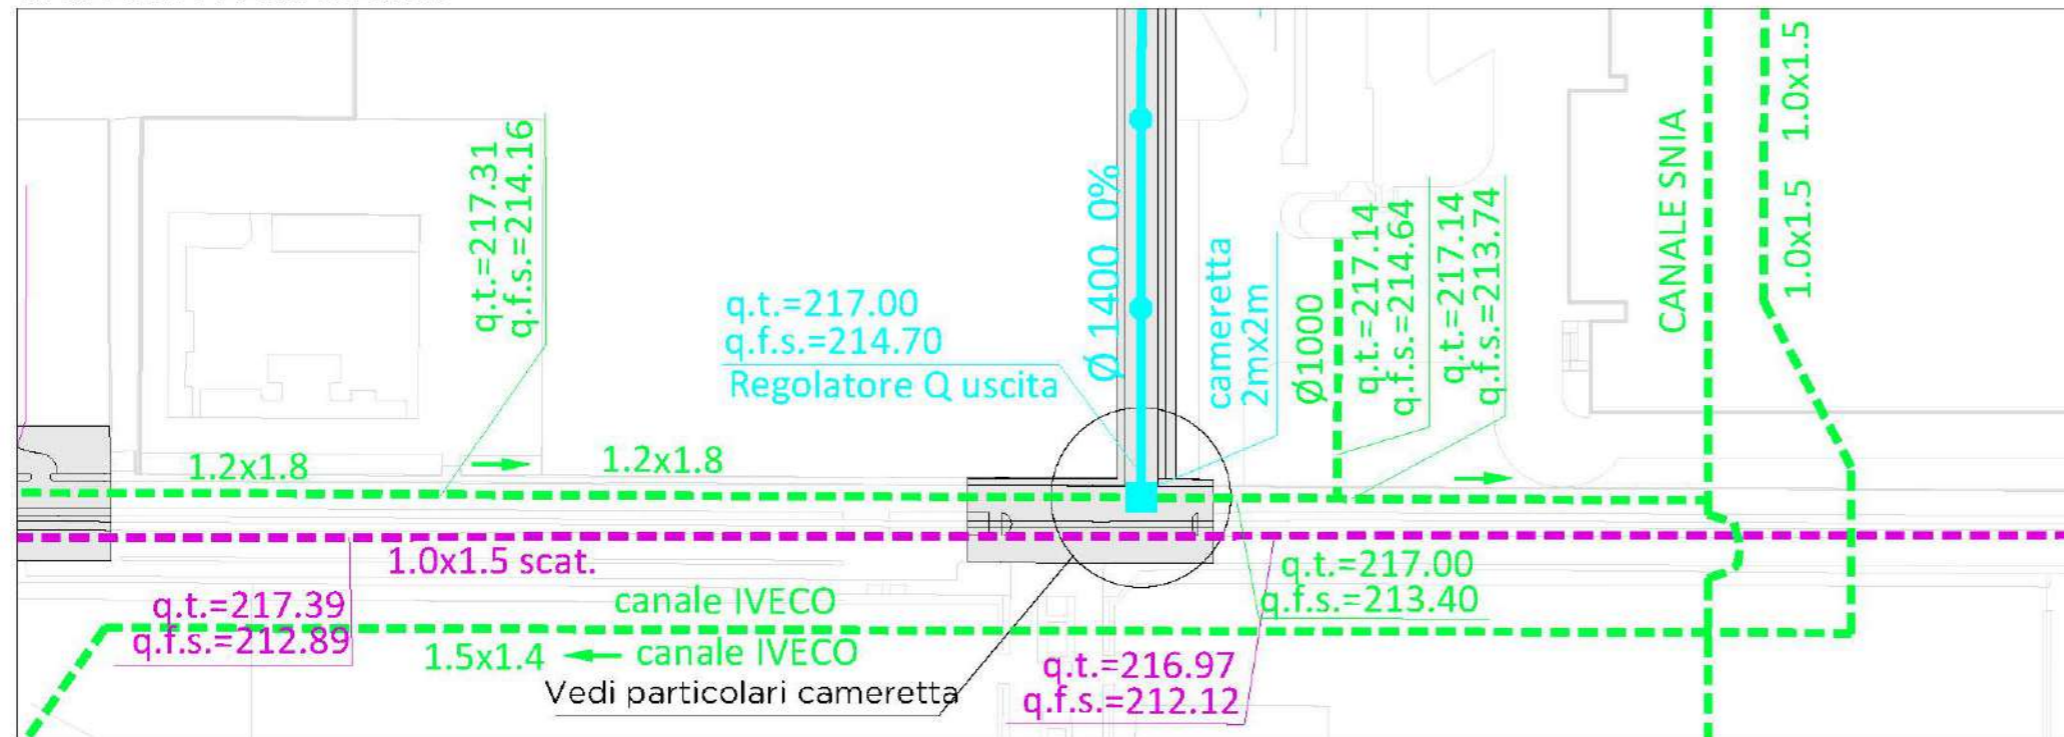 q.t.=217.31
q.f.s.=214.16
1.2x1.8
1.2x1.8
q.t.=217.00
q.f.s.=214.70
Regolatore Q uscita
Ø 1400 0%
cameretta
2mx2m
Ø1000
q.t.=217.14
q.f.s.=214.64
q.t.=217.14
q.f.s.=213.74
CANALE SNIA
1.0x1.5
1.0x1.5
1.0x1.5 scat.
q.t.=217.39
q.f.s.=212.89
canale IVECO
1.5x1.4
canale IVECO
Vedi particolari cameretta
q.t.=217.00
q.f.s.=213.40
q.t.=216.97
q.f.s.=212.12